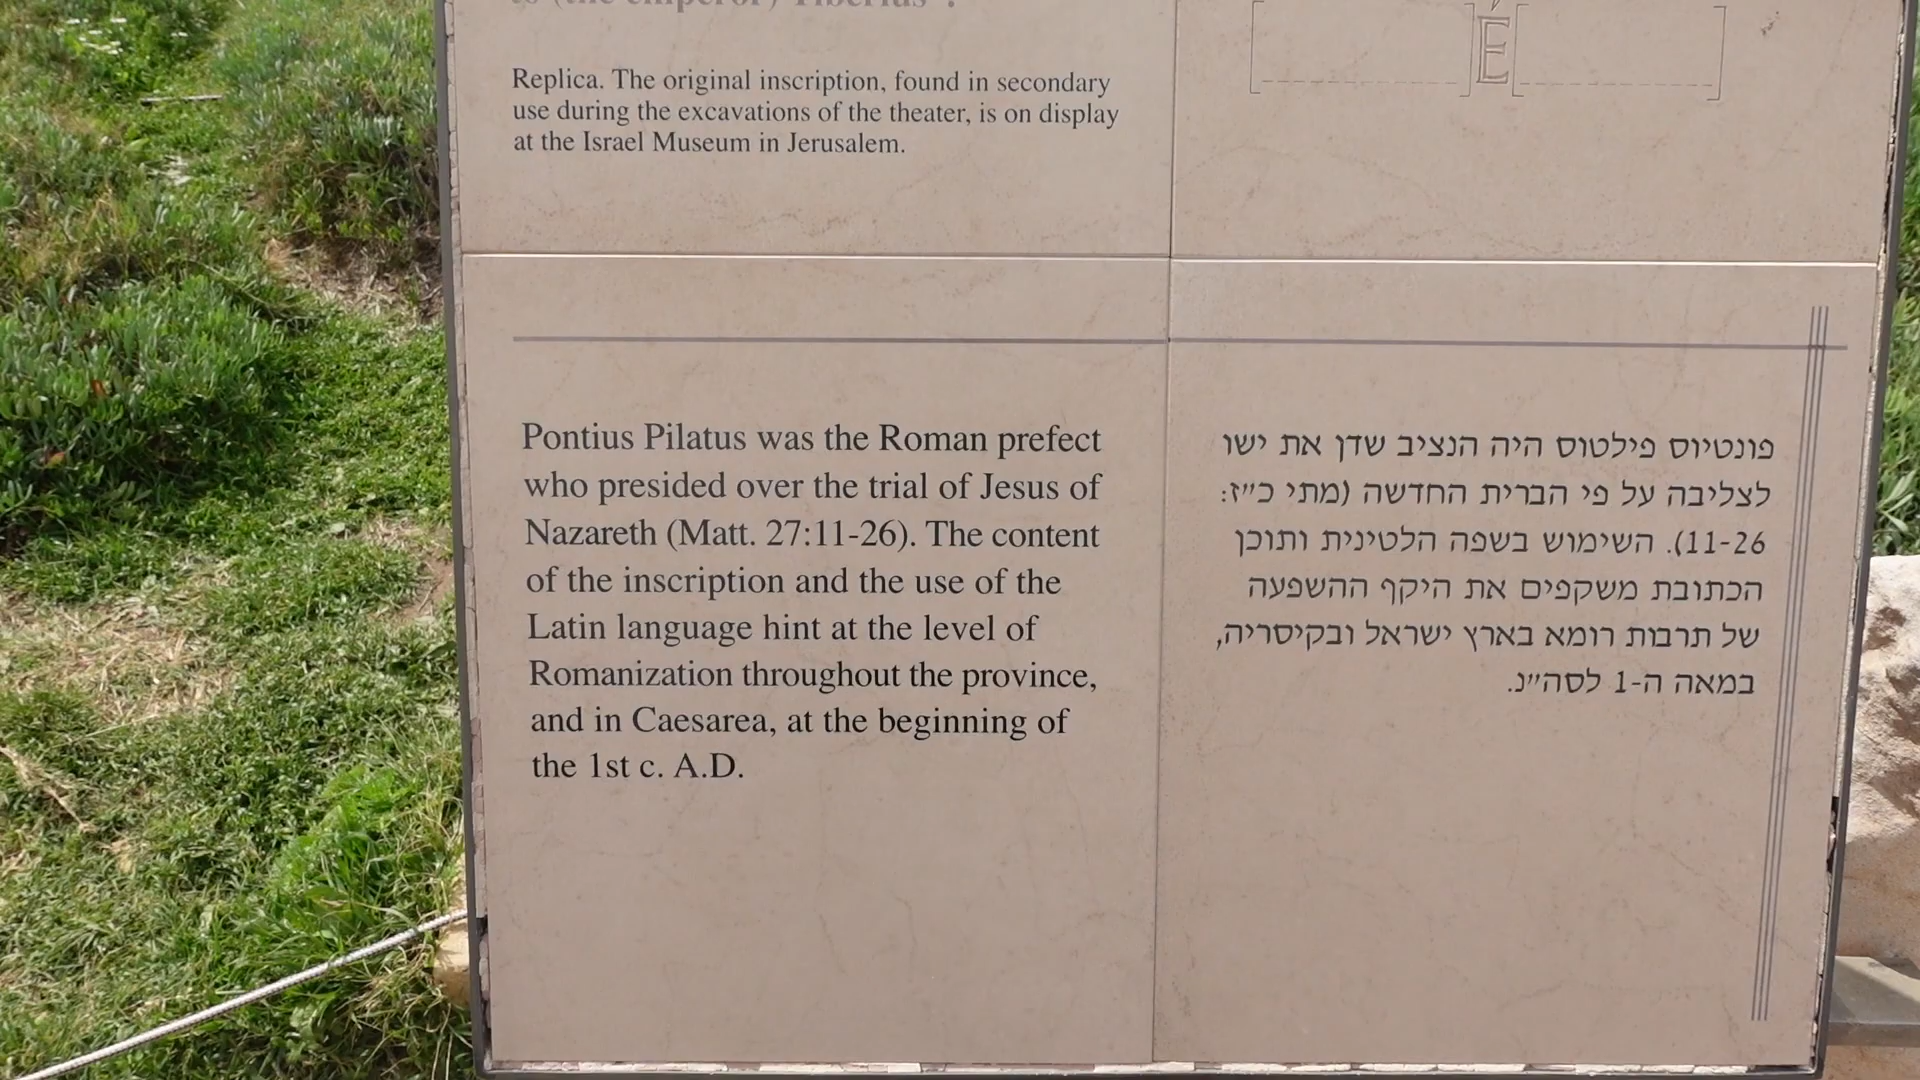 to (the emperor) Tiberius".
Replica. The original inscription, found in secondary
use during the excavations of the theater, is on display
at the Israel Museum in Jerusalem.
[ ]É[ ]
Pontius Pilatus was the Roman prefect
who presided over the trial of Jesus of
Nazareth (Matt. 27:11-26). The content
of the inscription and the use of the
Latin language hint at the level of
Romanization throughout the province,
and in Caesarea, at the beginning of
the 1st c. A.D.
פונטיוס פילטוס היה הנציב שדן את ישו
לצליבה על פי הברית החדשה (מתי כ״ז:
11-26). השימוש בשפה הלטינית ותוכן
הכתובת משקפים את היקף ההשפעה
של תרבות רומא בארץ ישראל ובקיסריה,
במאה ה-1 לסה״נ.